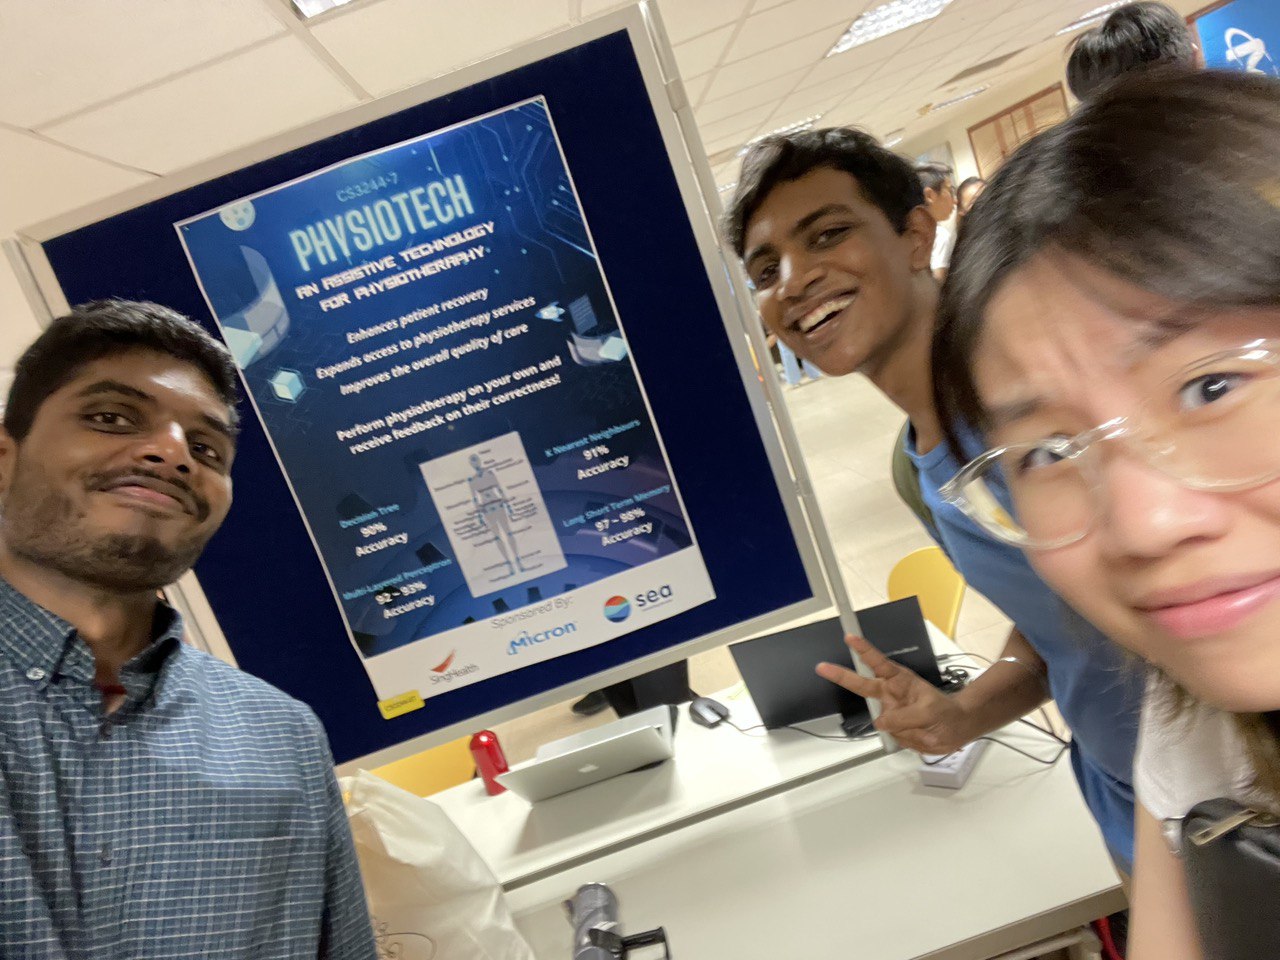 CS3244-7
PHYSIOTECH
AN ASSISTIVE TECHNOLOGY
FOR PHYSIOTHERAPHY
Enhances patient recovery
Expands access to physiotherapy services
Improves the overall quality of care
Perform physiotherapy on your own and
receive feedback on their correctness!
K Nearest Neighbours
91%
Accuracy
Decision Tree
90%
Accuracy
Long Short Term Memory
97 - 98%
Accuracy
Multi-Layered Perceptron
92 - 93%
Accuracy
Sponsored By:
SingHealth
Micron
sea